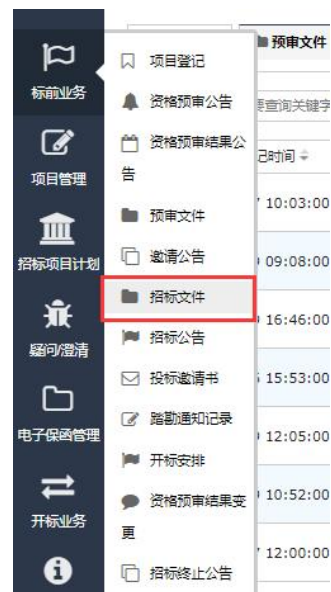 标前业务
项目管理
招标项目计划
疑问/澄清
电子保函管理
开标业务
项目登记
资格预审公告
资格预审结果公
告
预审文件
邀请公告
招标文件
招标公告
投标邀请书
踏勘通知记录
开标安排
资格预审结果变
更
招标终止公告
预审文件
要查询关键字
记时间
10:03:00
09:08:00
16:46:00
15:53:00
12:05:00
10:52:00
12:00:00